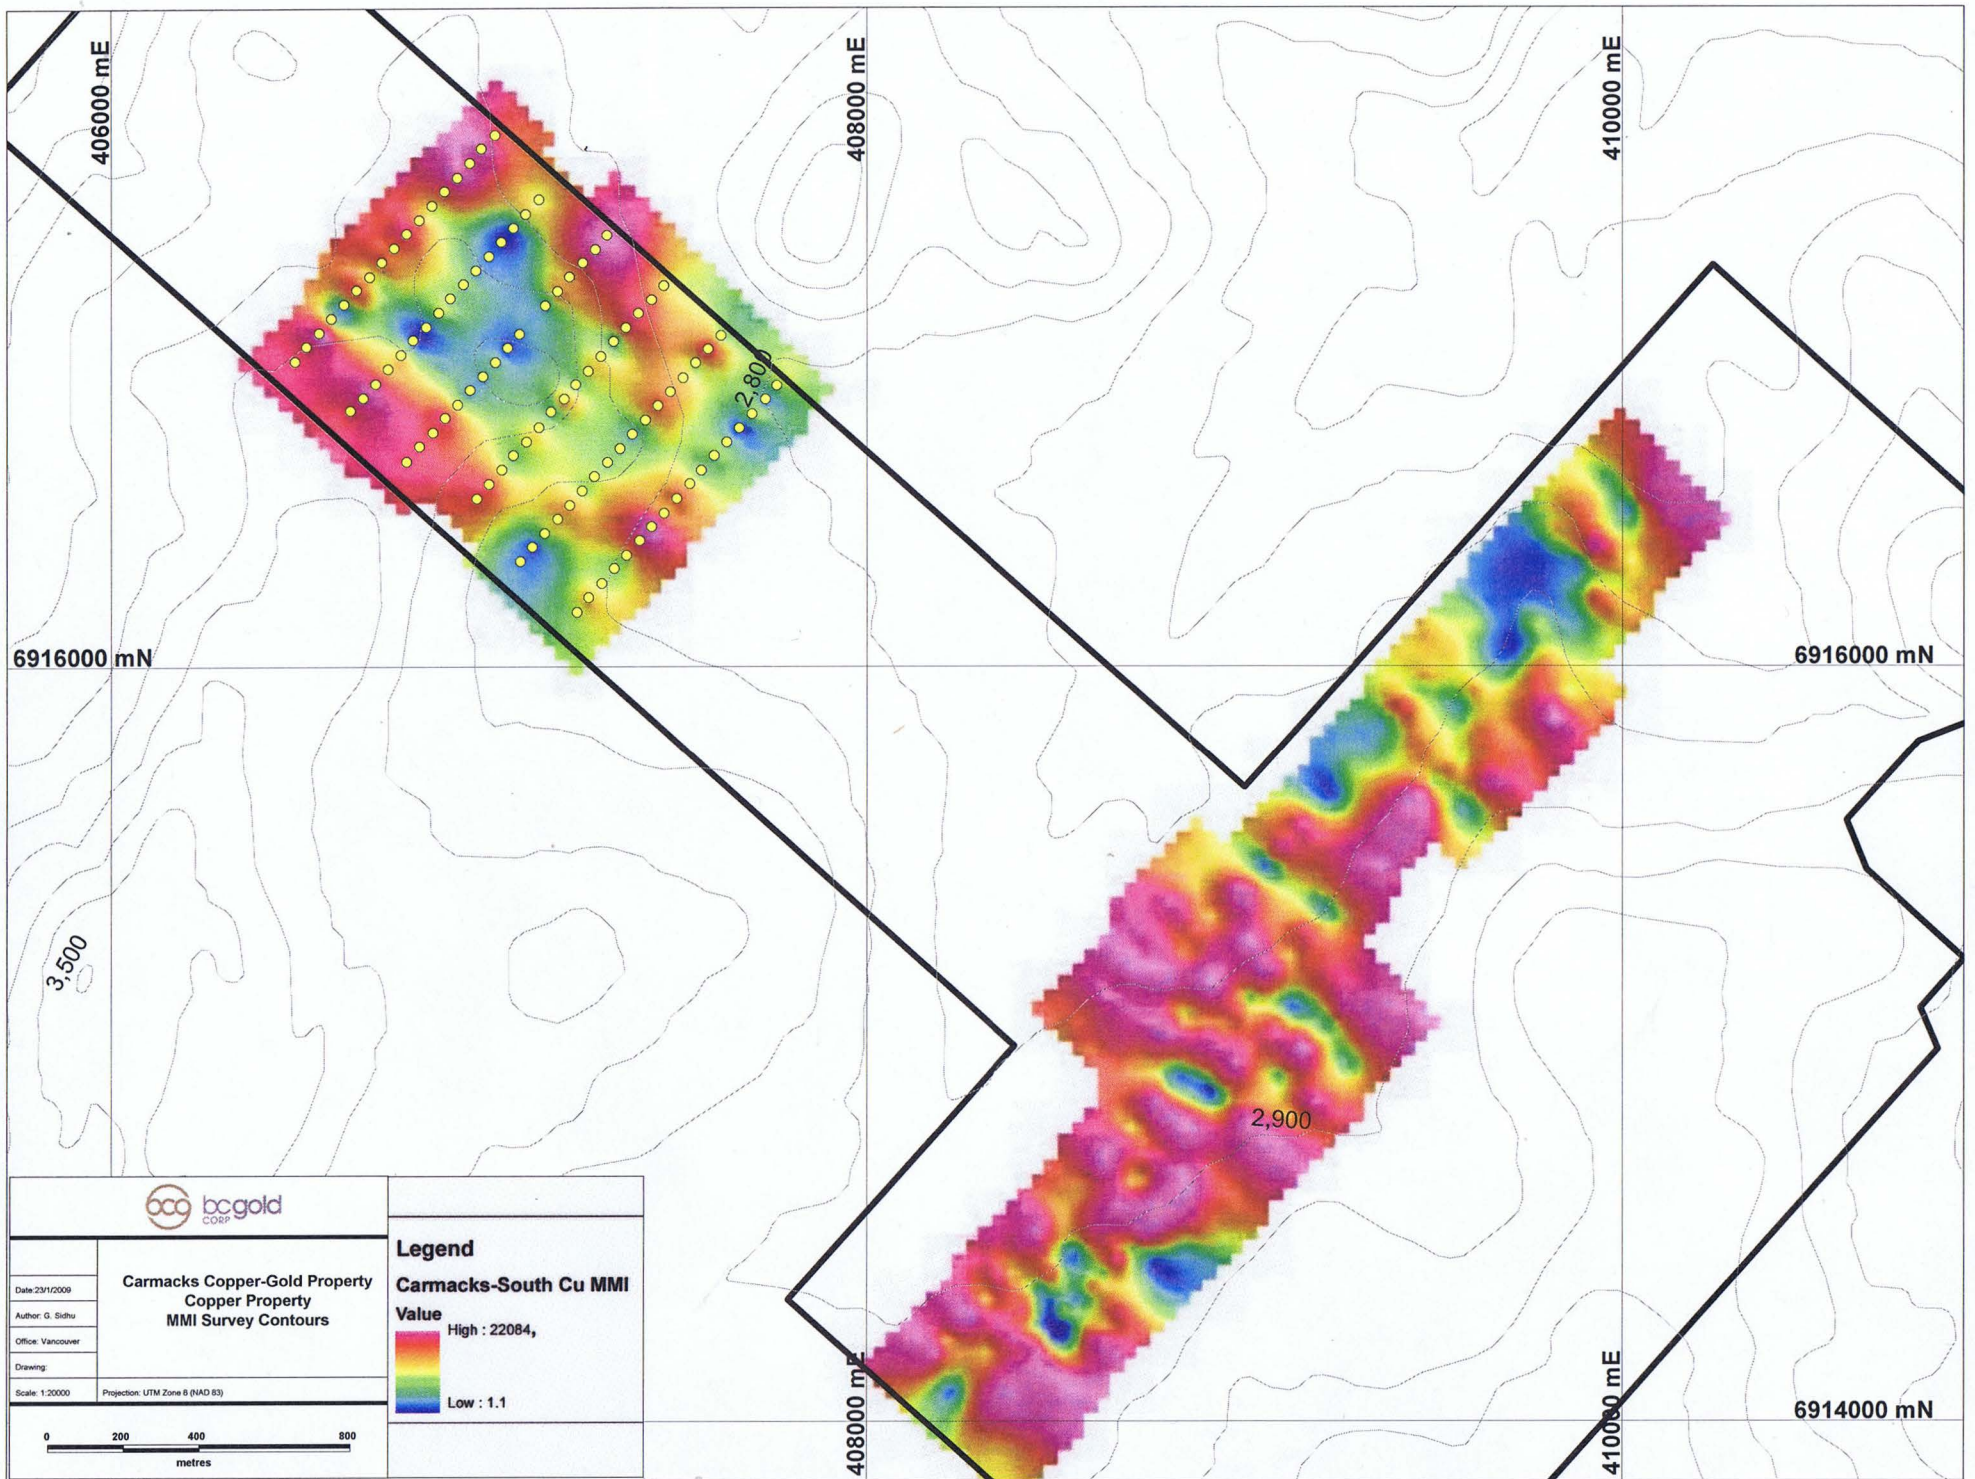 406000 mE
408000 mE
410000 mE
2,800
6916000 mN
6916000 mN
3,500
2,900
bcg bcgold
CORP
Date:23/1/2009
Author: G. Sidhu
Office: Vancouver
Drawing:
Scale: 1:20000
Carmacks Copper-Gold Property
Copper Property
MMI Survey Contours
Projection: UTM Zone 8 (NAD 83)
0 200 400 800
metres
Legend
Carmacks-South Cu MMI
Value
High : 22084,
Low : 1.1
408000 mE
410000 mE
6914000 mN